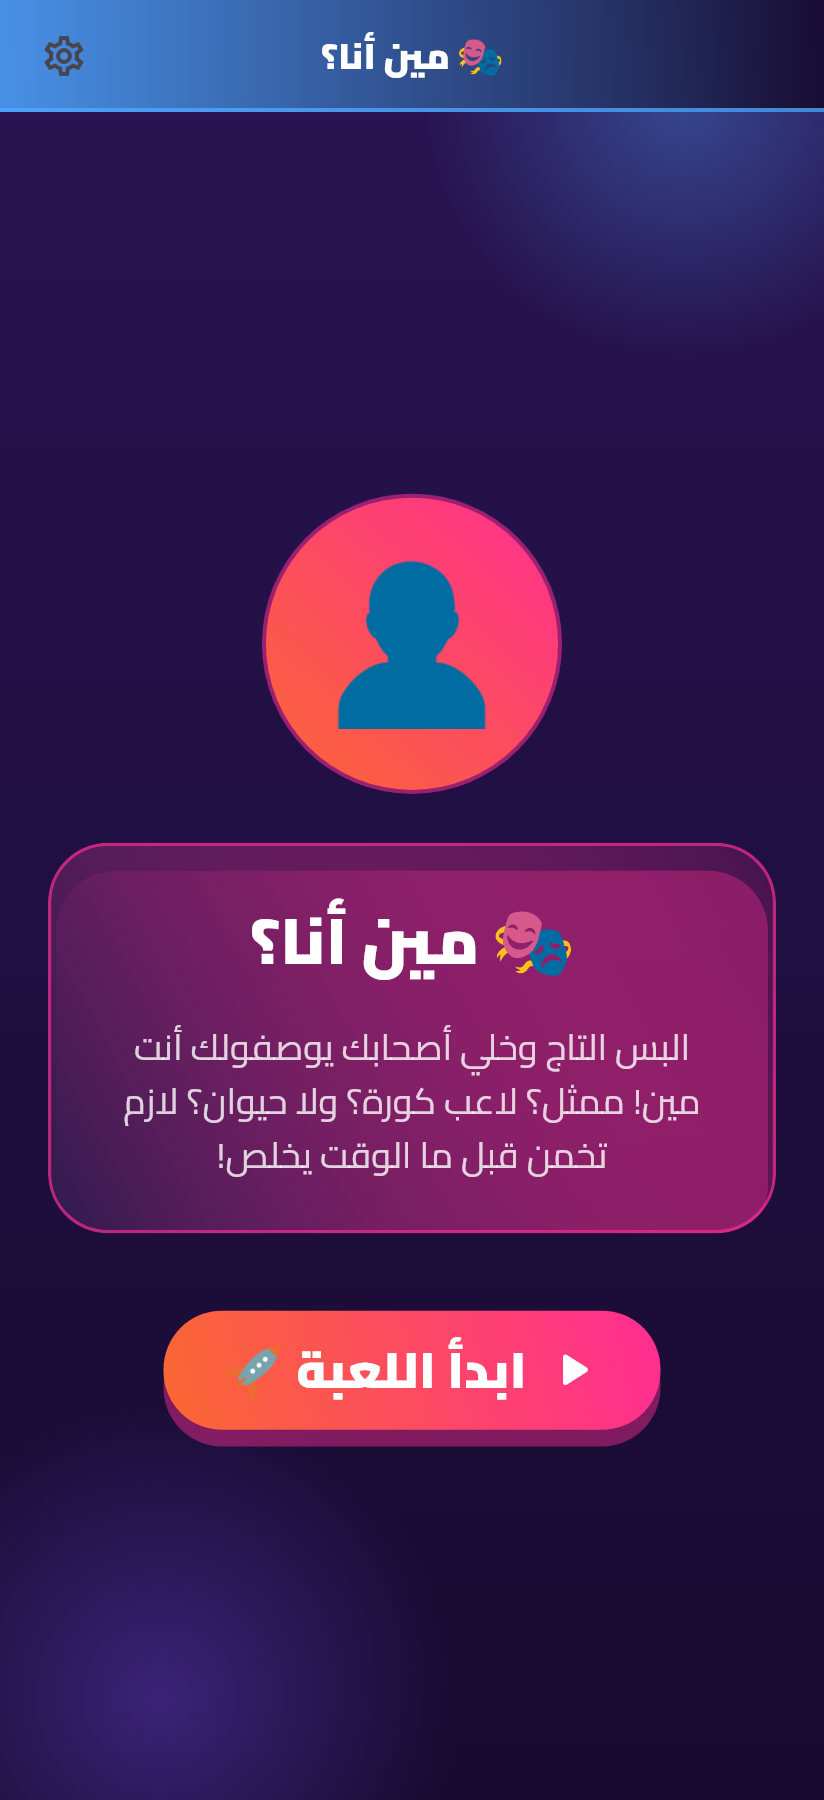 🎭 مين أنا؟
🎭 مين أنا؟
البس التاج وخلي أصحابك يوصفولك أنت
مين! ممثل؟ لاعب كورة؟ ولا حيوان؟ لازم
تخمن قبل ما الوقت يخلص!
ابدأ اللعبة 🚀